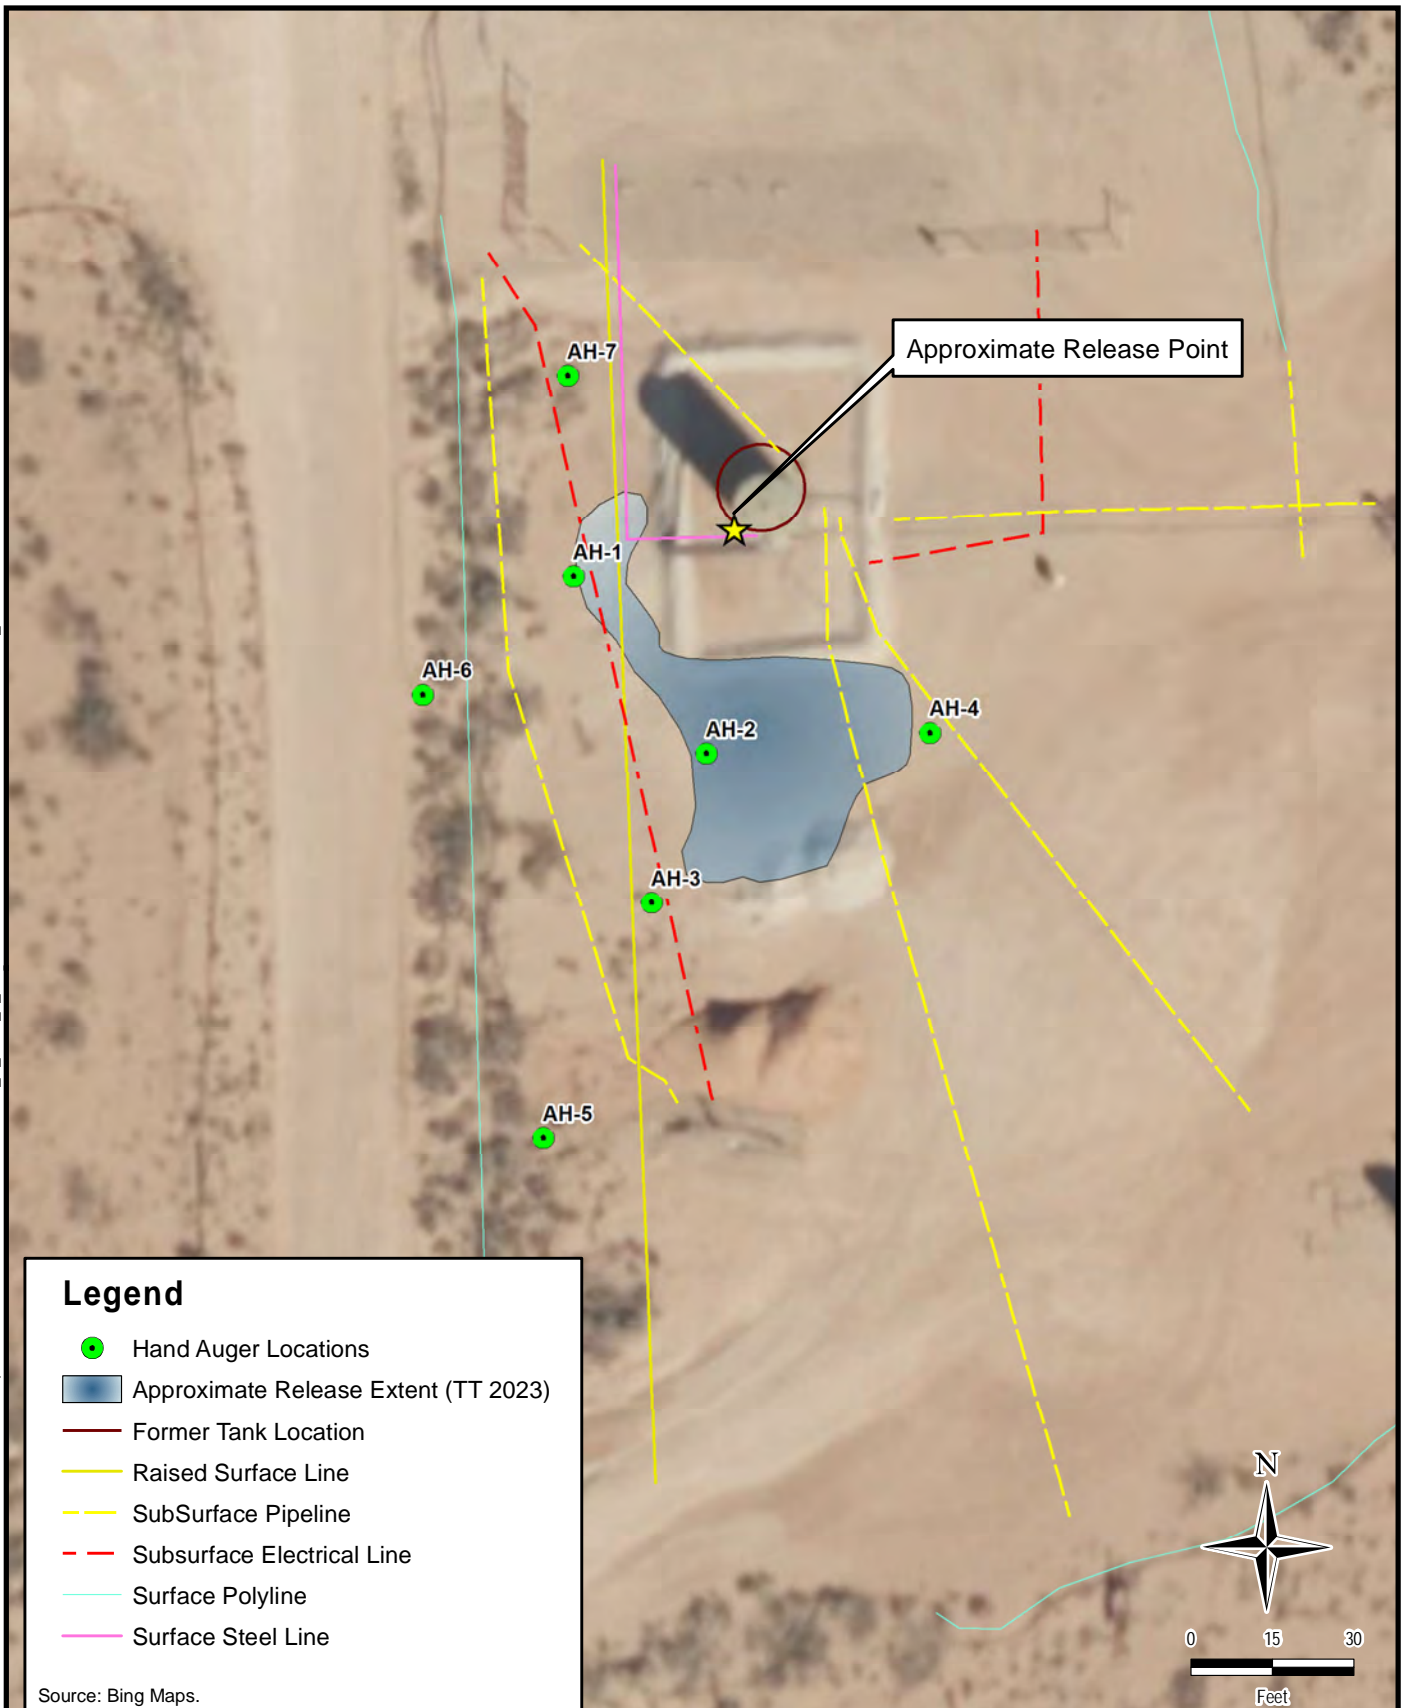 Approximate Release Point
AH-7
AH-1
AH-6
AH-2
AH-4
AH-3
AH-5
Legend
Hand Auger Locations
Approximate Release Extent (TT 2023)
Former Tank Location
Raised Surface Line
SubSurface Pipeline
Subsurface Electrical Line
Surface Polyline
Surface Steel Line
Source: Bing Maps.
N
0 15 30
Feet